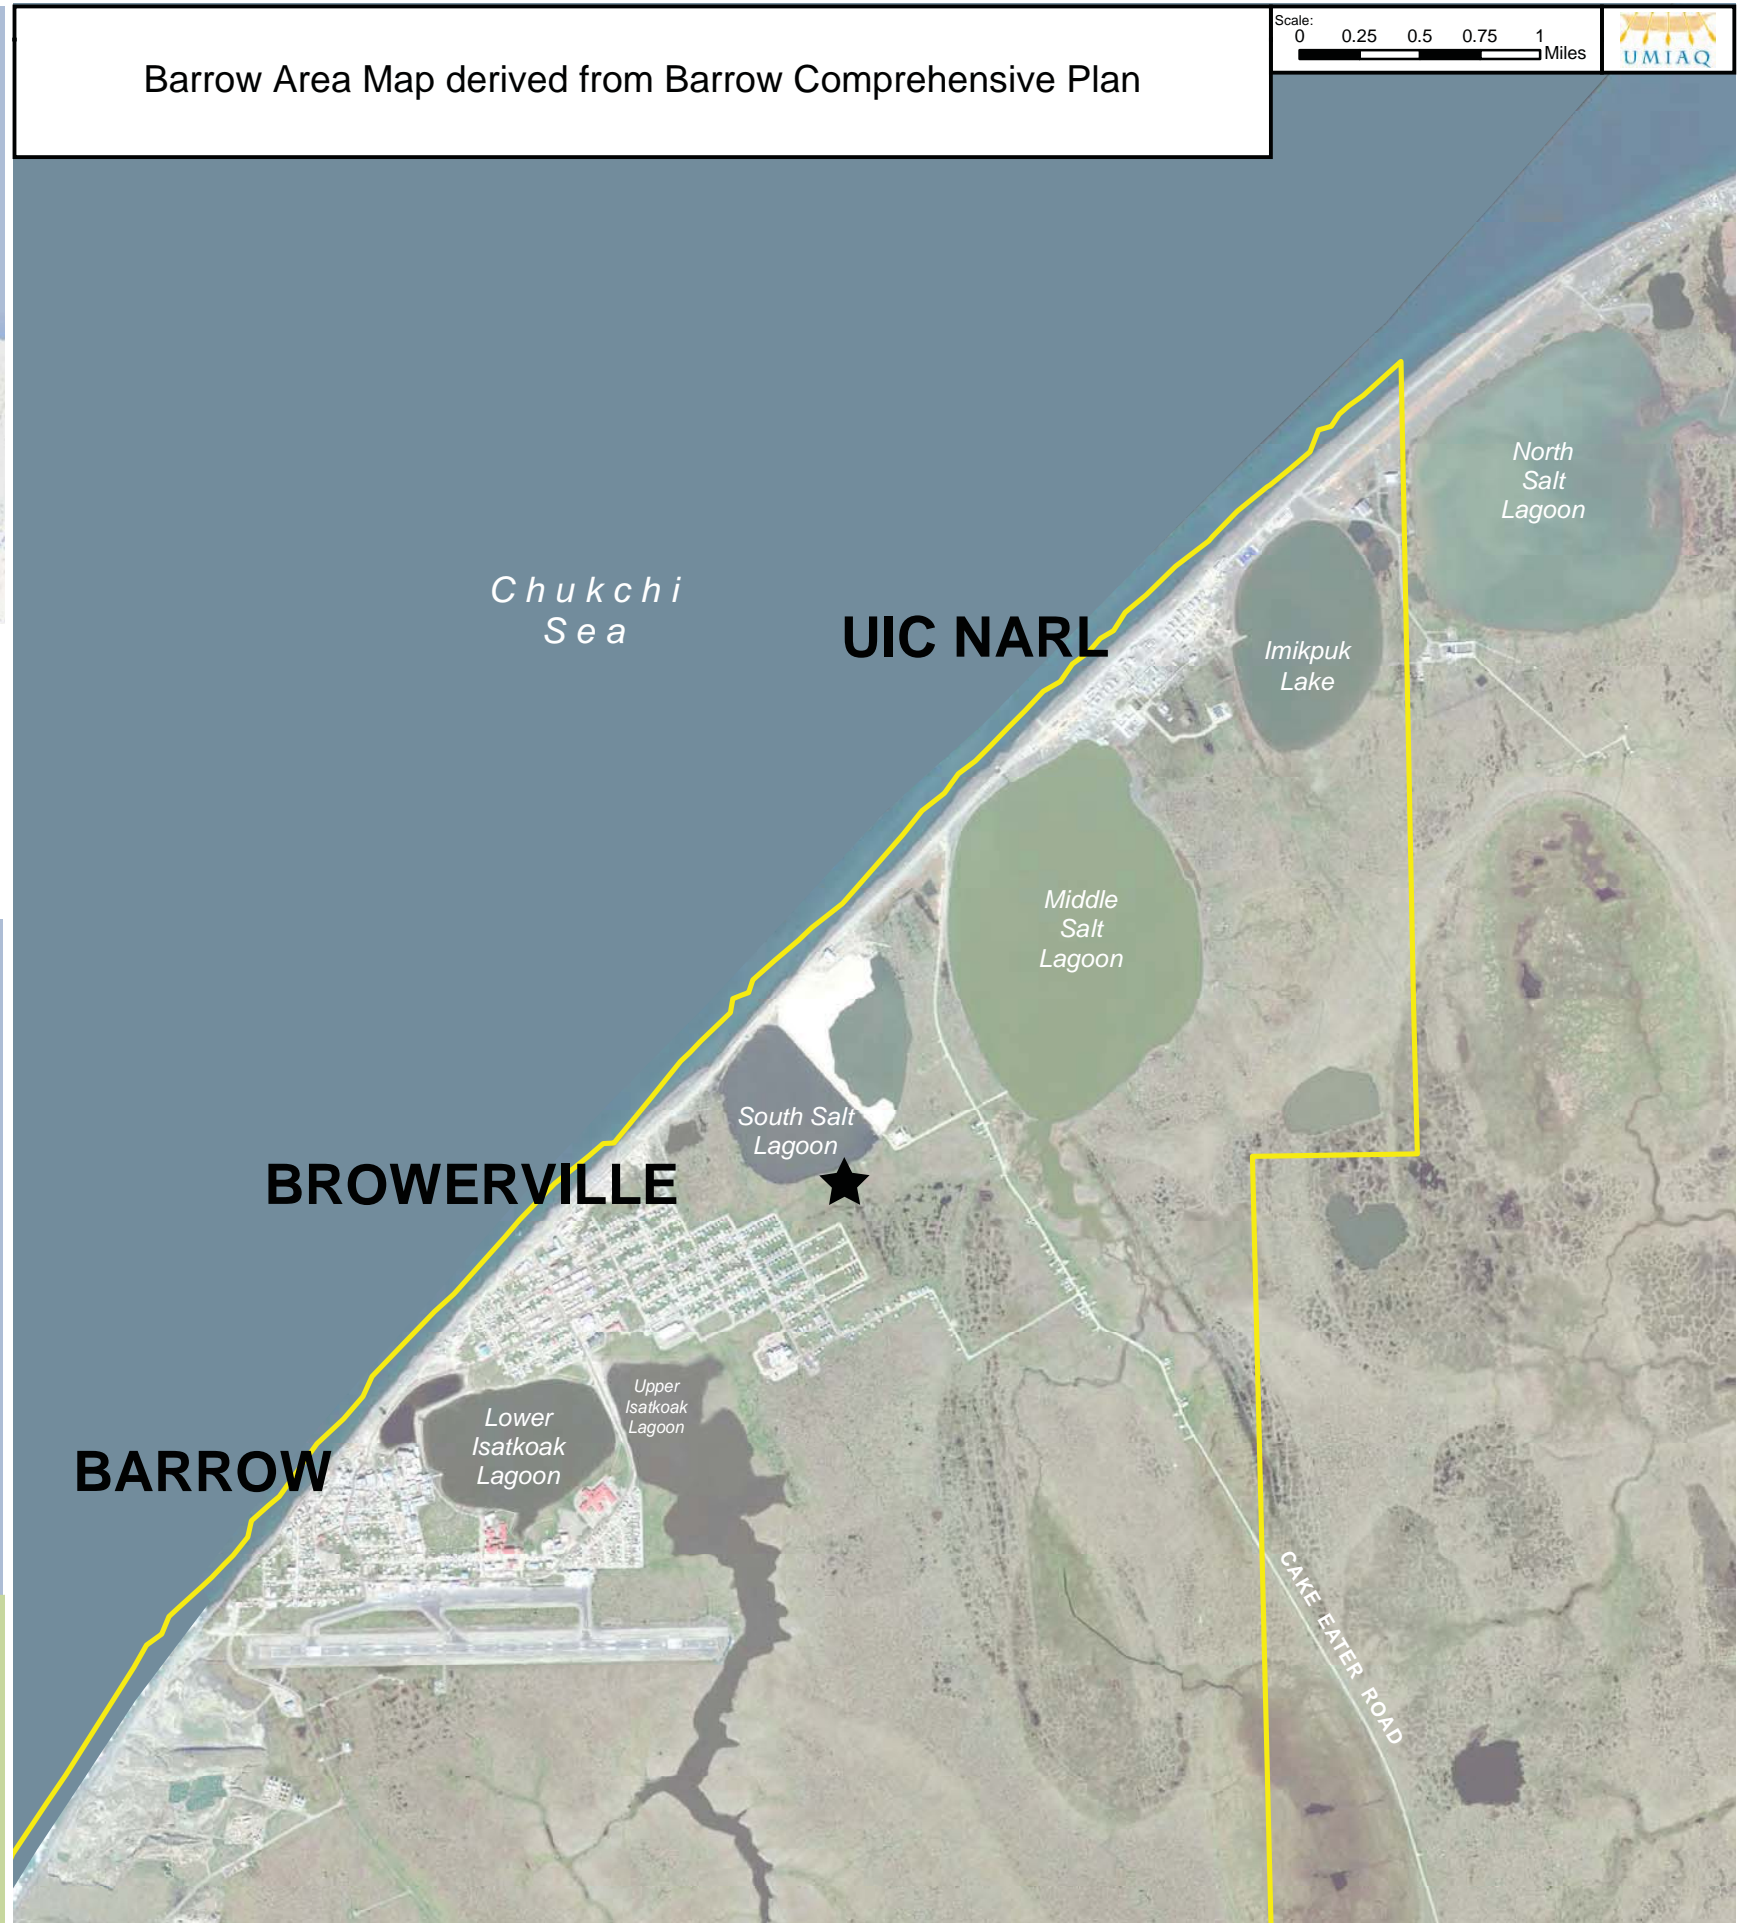 Barrow Area Map derived from Barrow Comprehensive Plan
Scale:
0 0.25 0.5 0.75 1
Miles
UMIAQ
North
Salt
Lagoon
Chukchi
Sea
UIC NARL
Imikpuk
Lake
Middle
Salt
Lagoon
South Salt
Lagoon
BROWERVILLE
Upper
Isatkoak
Lagoon
Lower
Isatkoak
Lagoon
BARROW
CAKE EATER ROAD